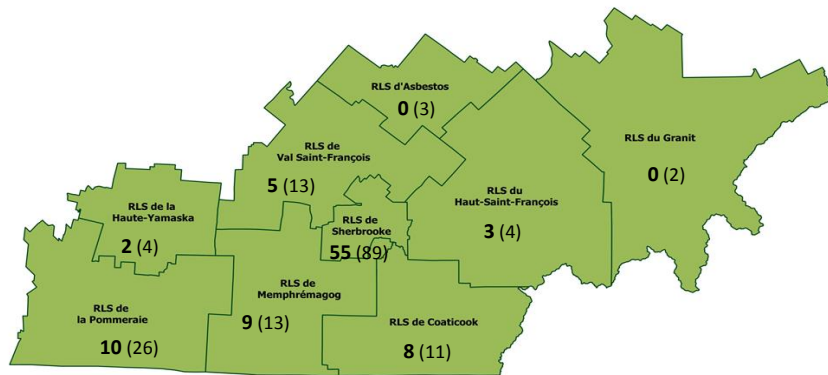 RLS d'Asbestos
0 (3)
RLS du Granit
0 (2)
RLS de
Val Saint-François
5 (13)
RLS du
Haut-Saint-François
3 (4)
RLS de la
Haute-Yamaska
2 (4)
RLS de
Sherbrooke
55 (89)
RLS de
Memphrémagog
9 (13)
RLS de
la Pommeraie
10 (26)
RLS de Coaticook
8 (11)